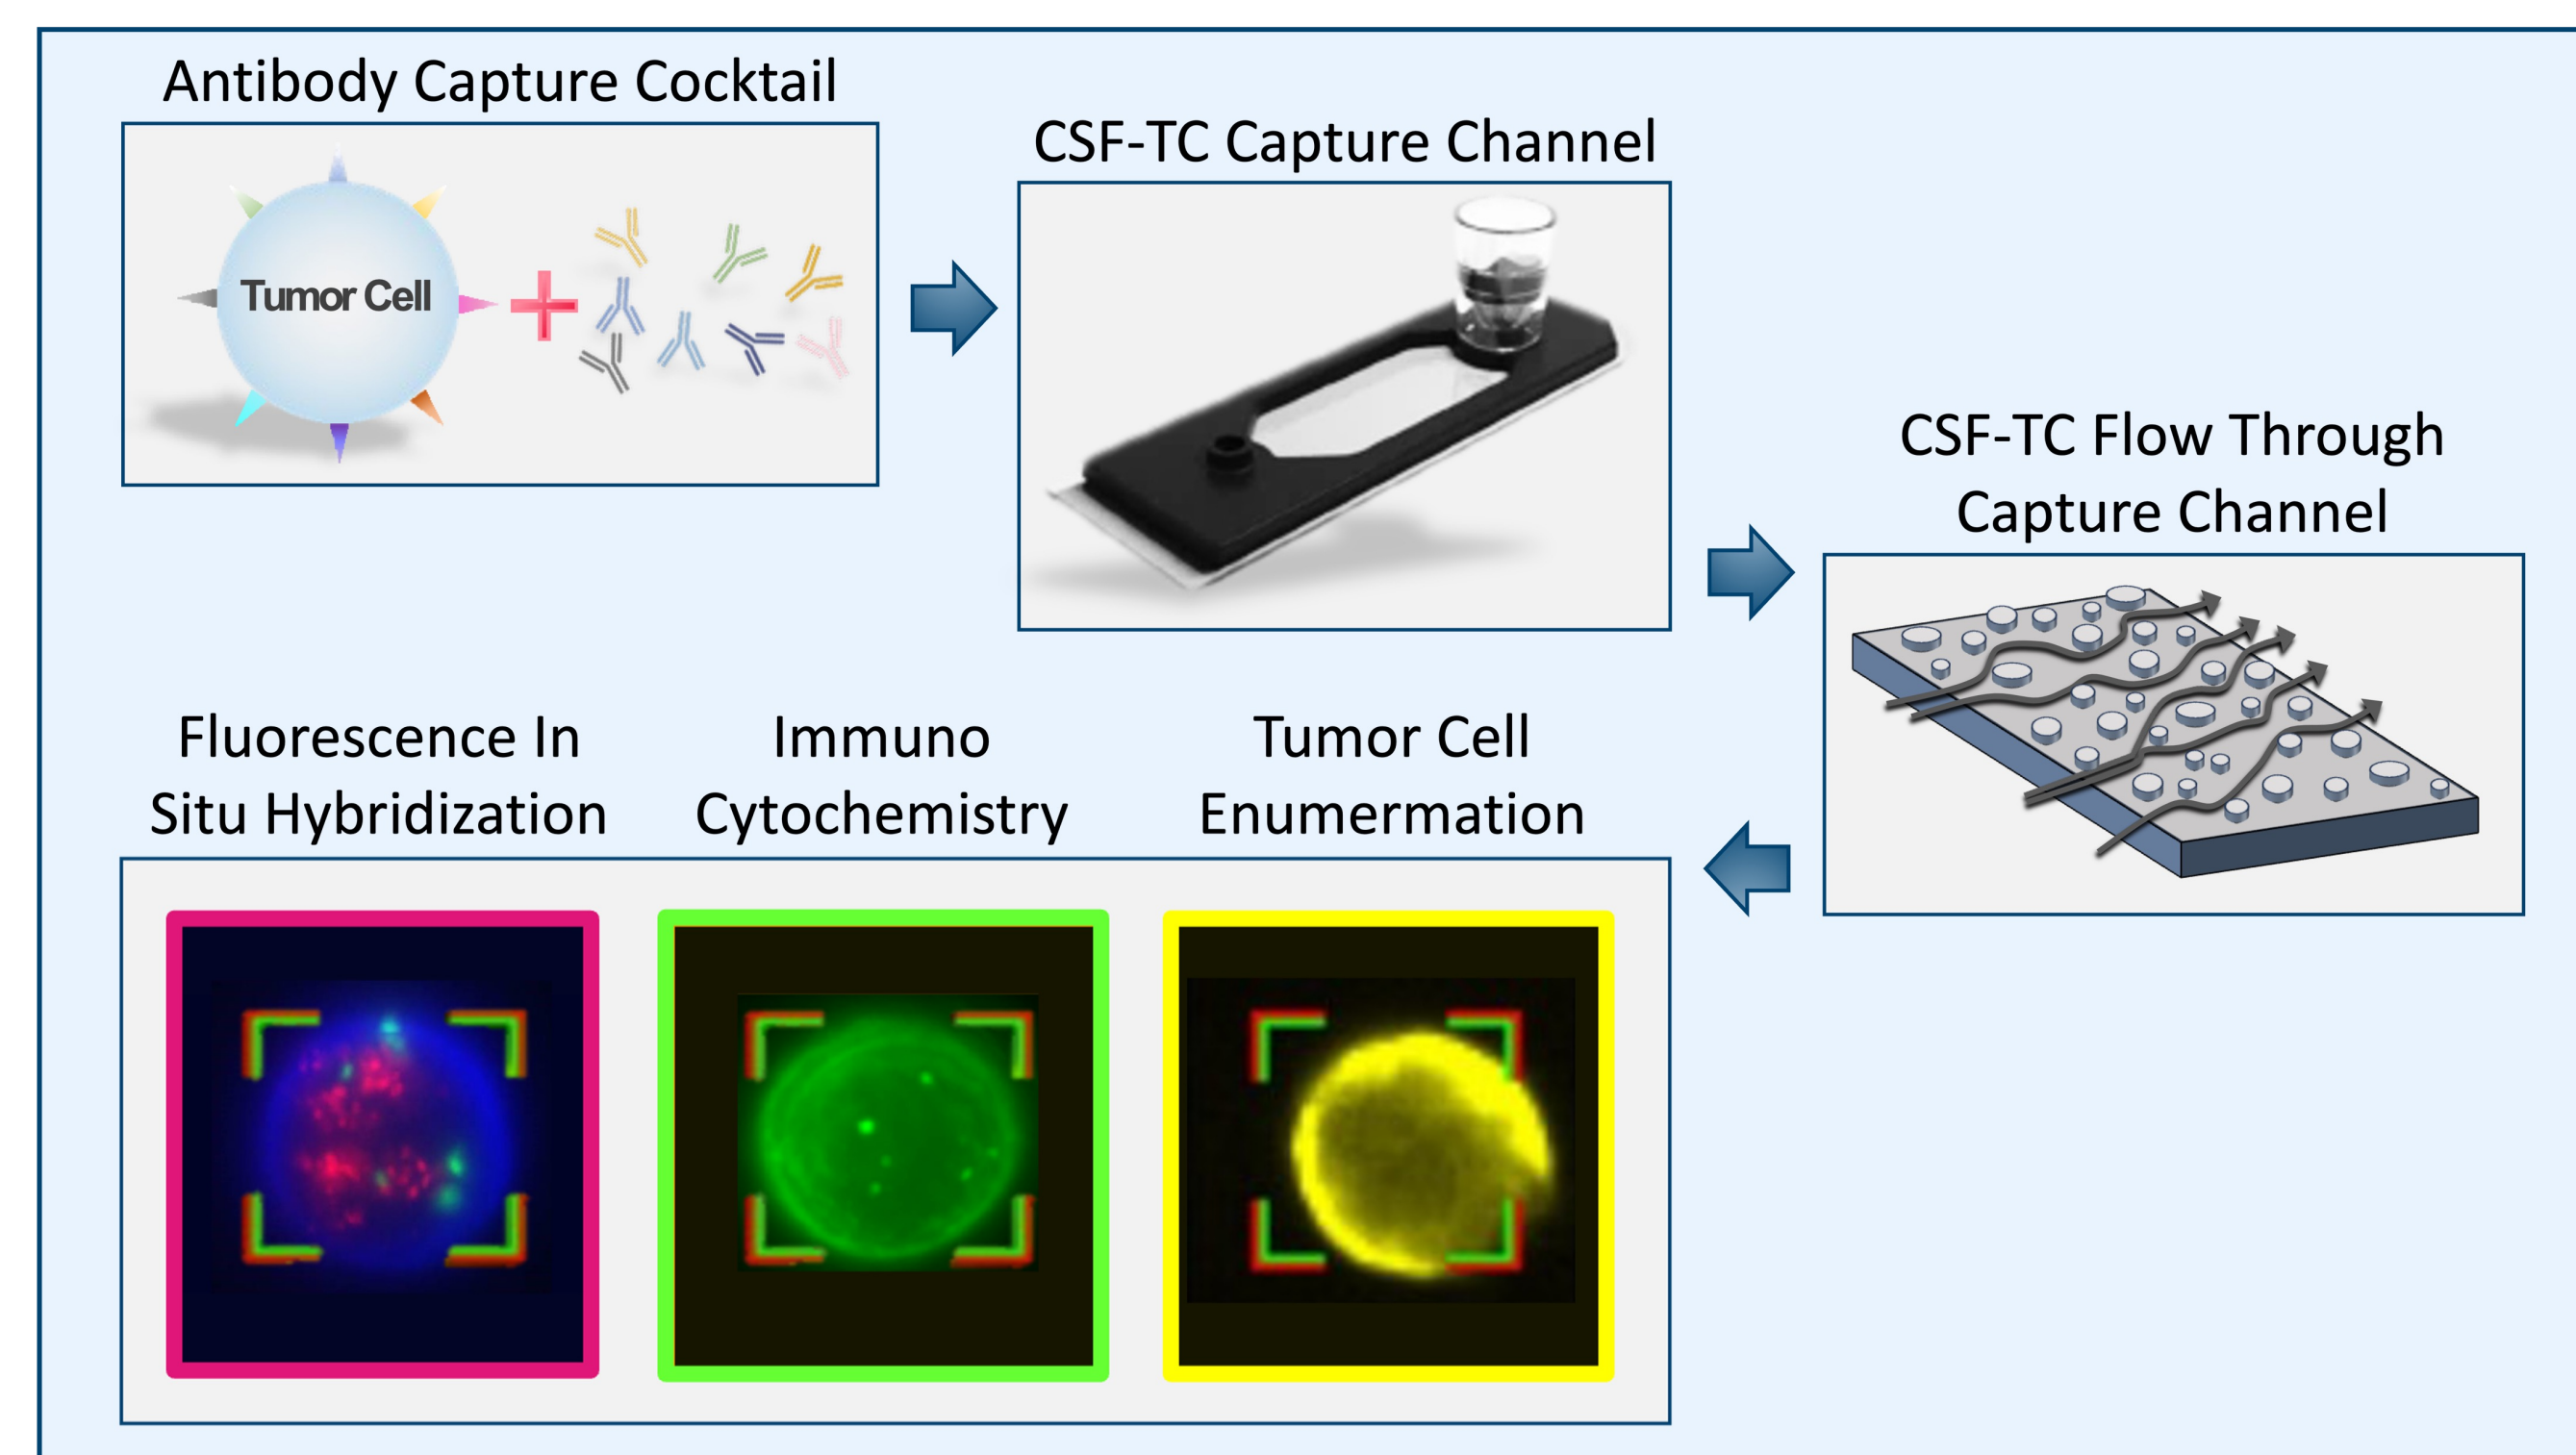 Antibody Capture Cocktail
Tumor Cell
CSF-TC Capture Channel
CSF-TC Flow Through
Capture Channel
Fluorescence In
Situ Hybridization
Immuno
Cytochemistry
Tumor Cell
Enumermation